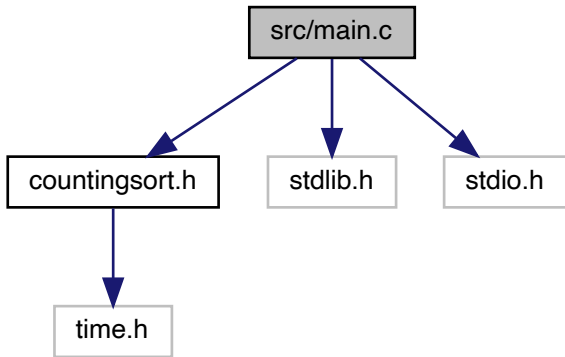 src/main.c
countingsort.h
stdlib.h
stdio.h
time.h